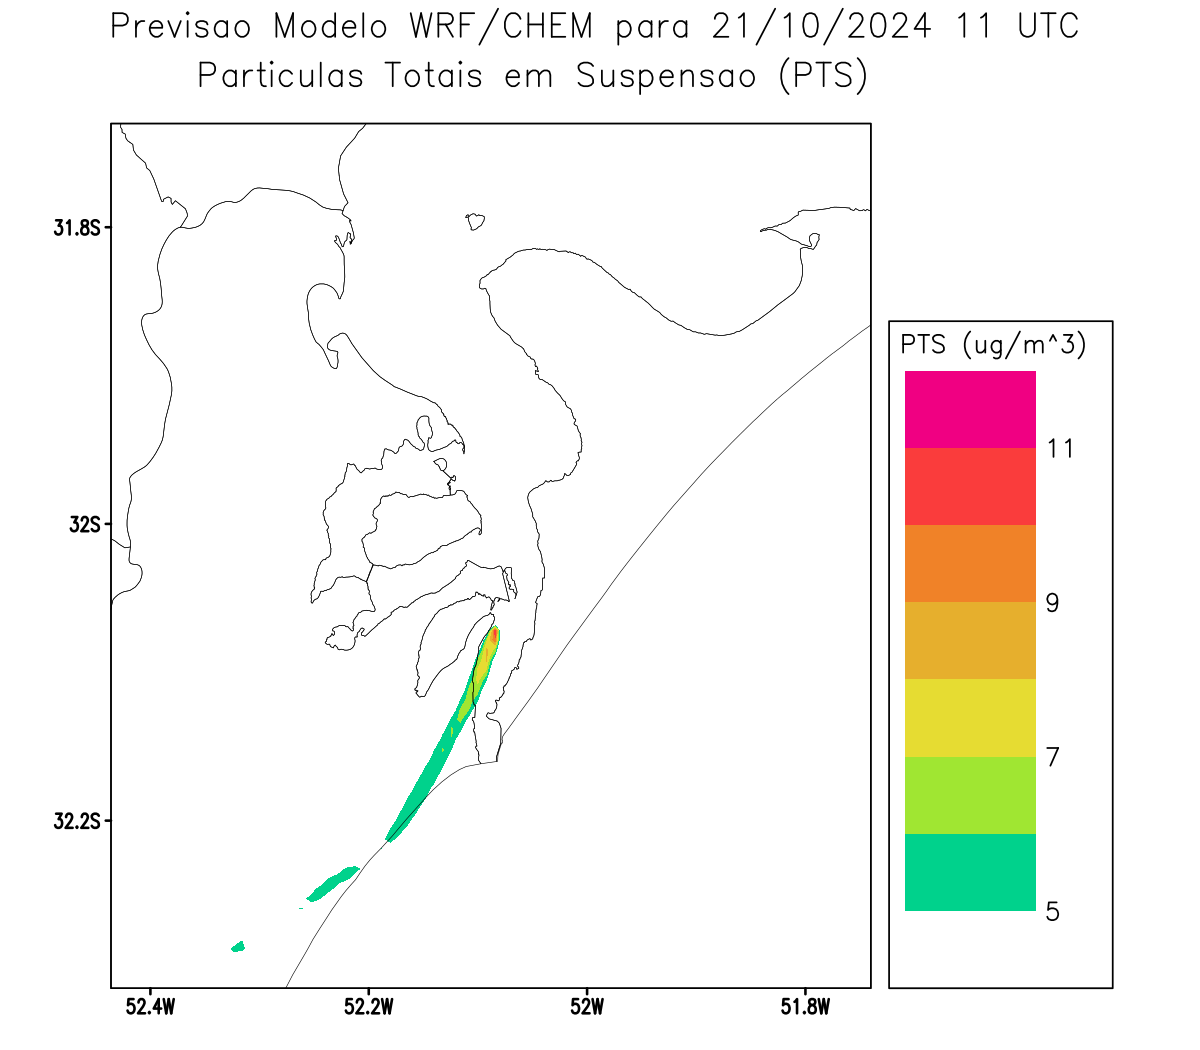 Previsao Modelo WRF/CHEM para 21/10/2024 11 UTC
Particulas Totais em Suspensao (PTS)
31.8S
32S
32.2S
52.4W
52.2W
52W
51.8W
PTS (ug/m^3)
11
9
7
5